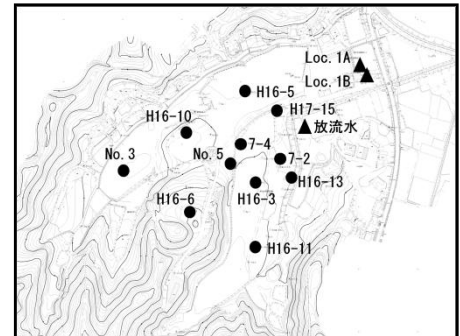 Loc. 1A
Loc. 1B
H16-5
H17-15
放流水
H16-10
7-4
No. 3
No. 5
7-2
H16-13
H16-3
H16-6
H16-11